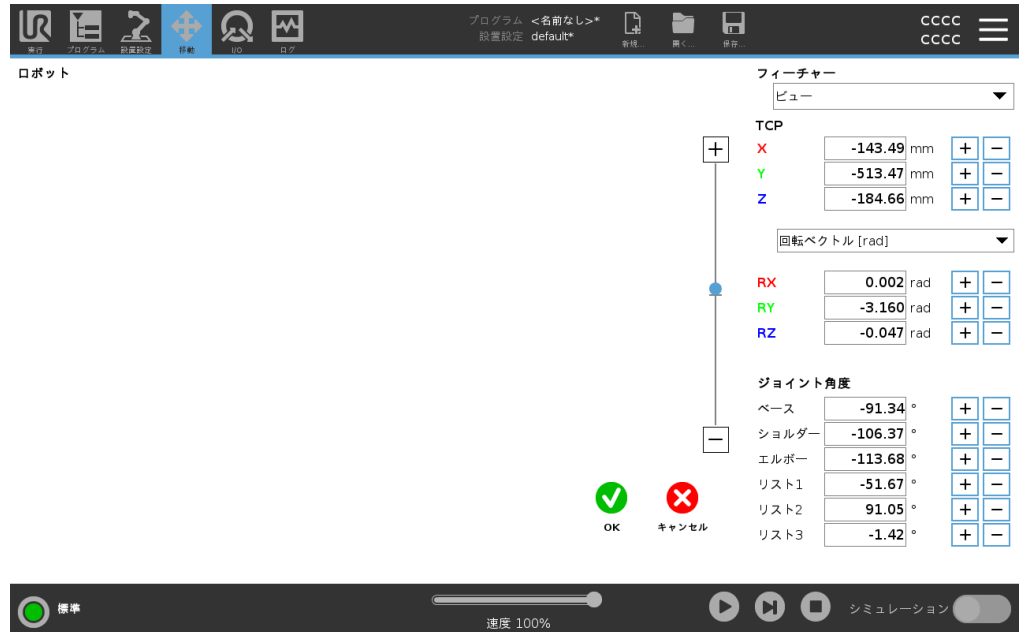 プログラム <名前なし>*
設置設定 default*
CCCC
CCCC
実行
プログラム
設置設定
移動
I/O
ログ
新規...
開く...
保存...
ロボット
フィーチャー
ビュー
TCP
X -143.49 mm + −
Y -513.47 mm + −
Z -184.66 mm + −
回転ベクトル [rad]
RX 0.002 rad + −
RY -3.160 rad + −
RZ -0.047 rad + −
ジョイント角度
ベース -91.34 ° + −
ショルダー -106.37 ° + −
エルボー -113.68 ° + −
リスト1 -51.67 ° + −
リスト2 91.05 ° + −
リスト3 -1.42 ° + −
+
−
OK
キャンセル
標準
速度 100%
シミュレーション